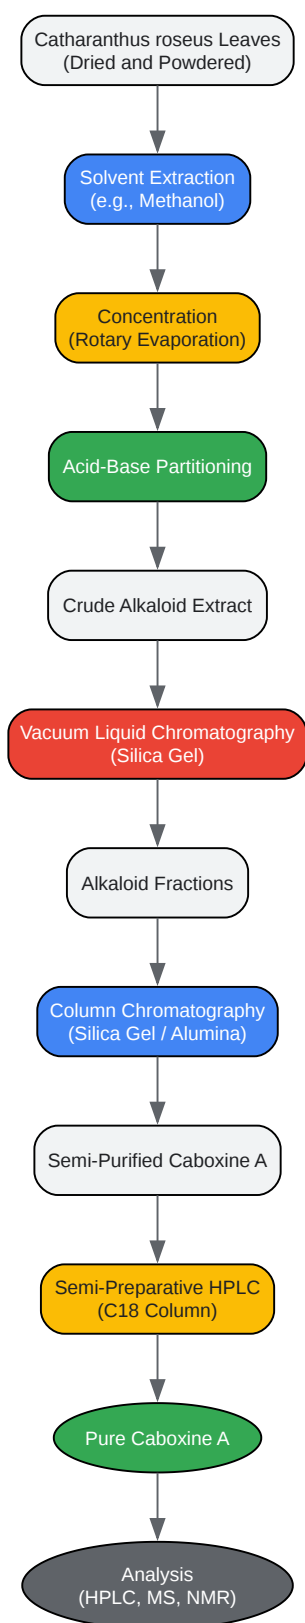 Catharanthus roseus Leaves
(Dried and Powdered)
Solvent Extraction
(e.g., Methanol)
Concentration
(Rotary Evaporation)
Acid-Base Partitioning
Crude Alkaloid Extract
Vacuum Liquid Chromatography
(Silica Gel)
Alkaloid Fractions
Column Chromatography
(Silica Gel / Alumina)
Semi-Purified Caboxine A
Semi-Preparative HPLC
(C18 Column)
Pure Caboxine A
Analysis
(HPLC, MS, NMR)